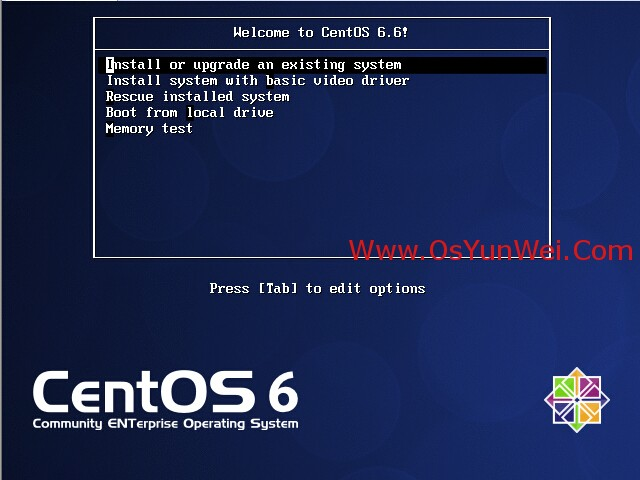 Welcome to CentOS 6.6!
Install or upgrade an existing system
Install system with basic video driver
Rescue installed system
Boot from local drive
Memory test
Www.OsYunWei.Com
Press [Tab] to edit options
CentOS 6
Community ENTerprise Operating System